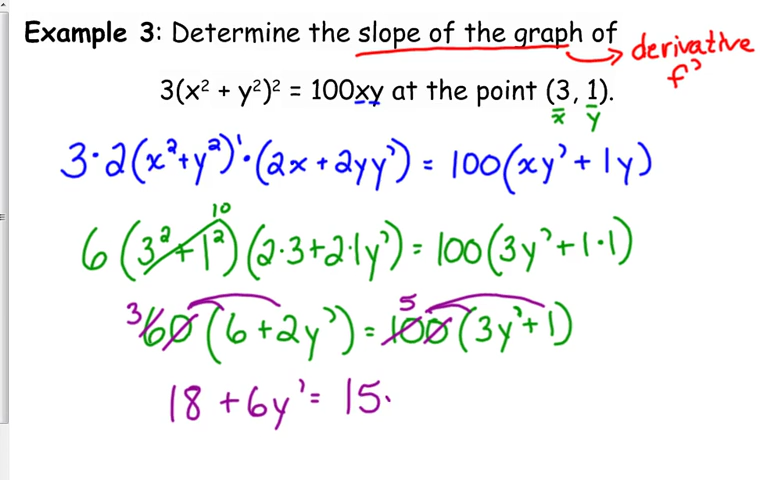 Example 3: Determine the slope of the graph of
derivative
f'
3(x² + y²)² = 100xy at the point (3, 1).
x y
3·2(x²+y²)¹·(2x+2yy') = 100(xy'+1y)
10
6(3²+1²)(2·3+2·1y') = 100(3y'+1·1)
3 5
60(6+2y') = 100(3y'+1)
18+6y' = 15·